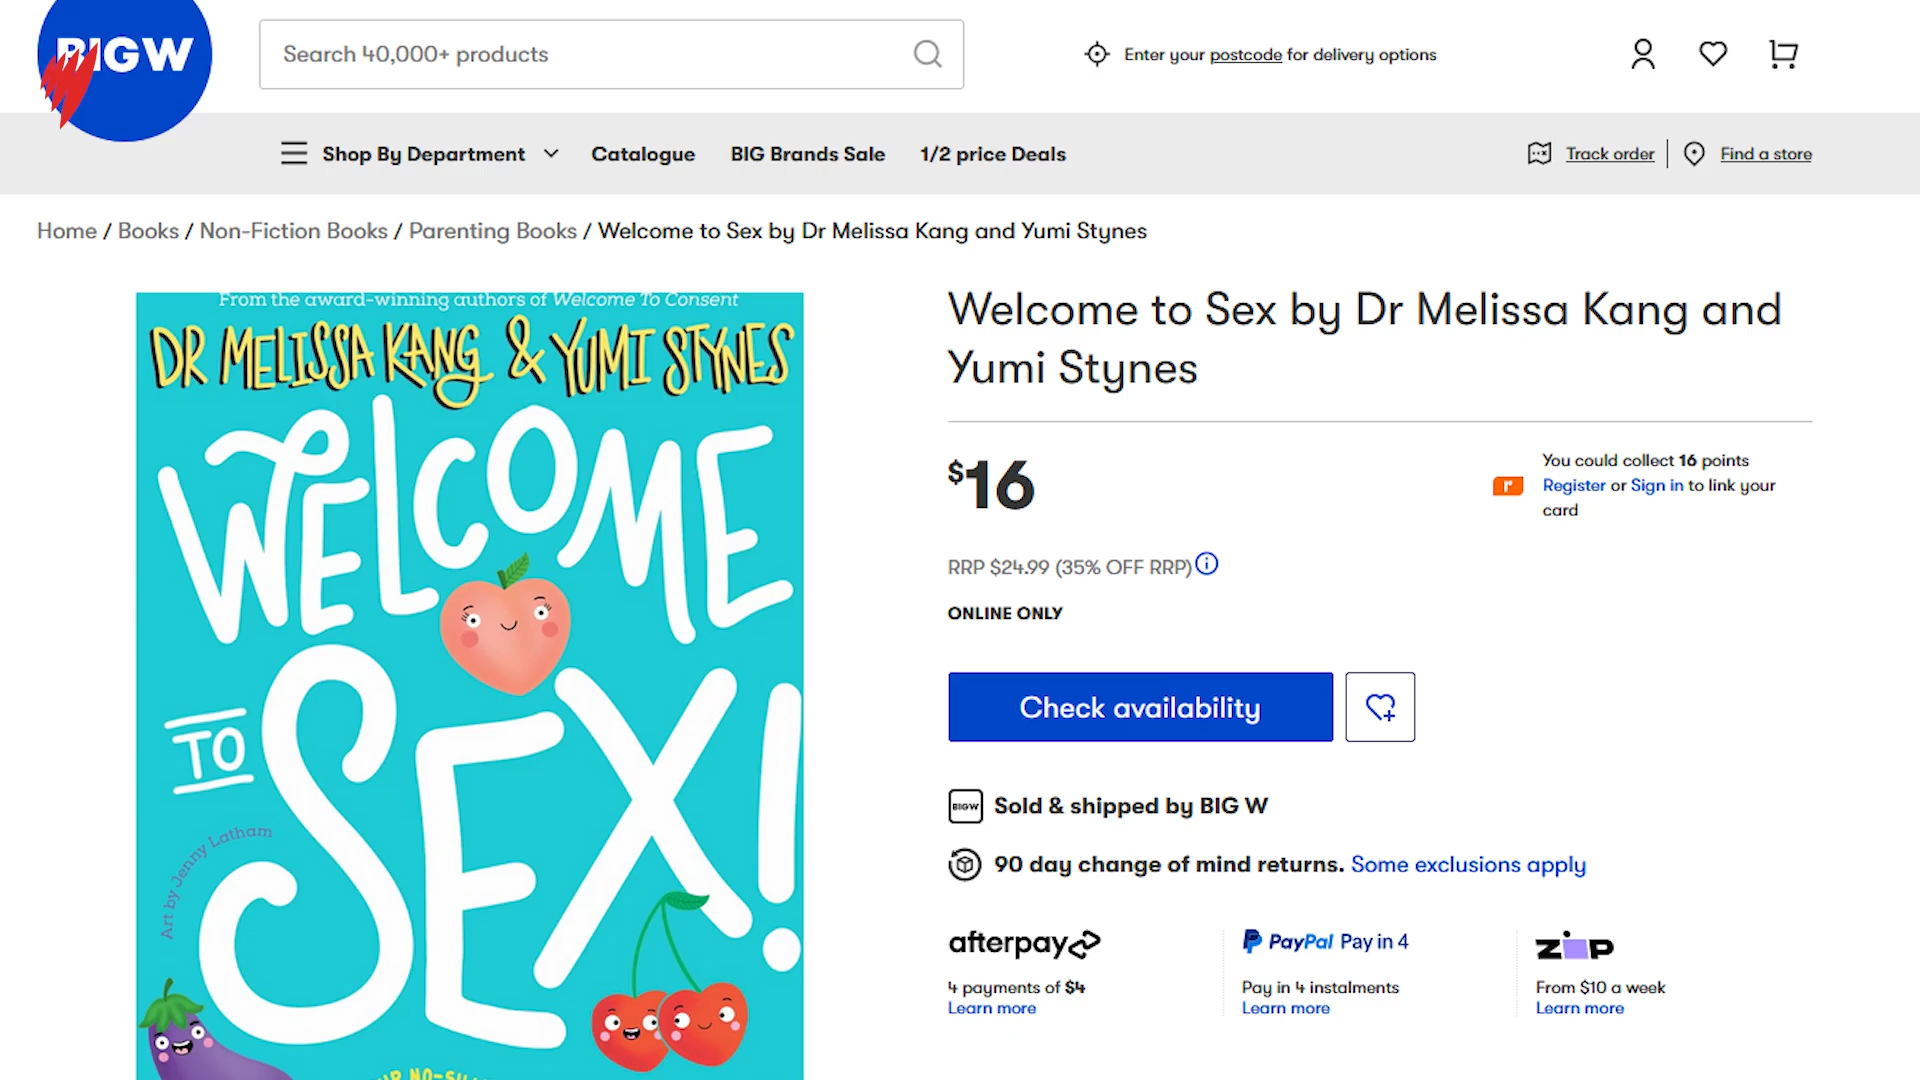 BIGW
Search 40,000+ products
Enter your postcode for delivery options
Shop By Department
Catalogue
BIG Brands Sale
1/2 price Deals
Track order
Find a store
Home / Books / Non-Fiction Books / Parenting Books / Welcome to Sex by Dr Melissa Kang and Yumi Stynes
From the award-winning authors of Welcome To Consent
DR MELISSA KANG & YUMI STYNES
WELCOME
TO
SEX!
Art by Jenny Latham
Welcome to Sex by Dr Melissa Kang and
Yumi Stynes
$16
You could collect 16 points
Register or Sign in to link your
card
RRP $24.99 (35% OFF RRP)
ONLINE ONLY
Check availability
BIGW
Sold & shipped by BIG W
90 day change of mind returns. Some exclusions apply
afterpay
4 payments of $4
Learn more
PayPal Pay in 4
Pay in 4 instalments
Learn more
zip
From $10 a week
Learn more